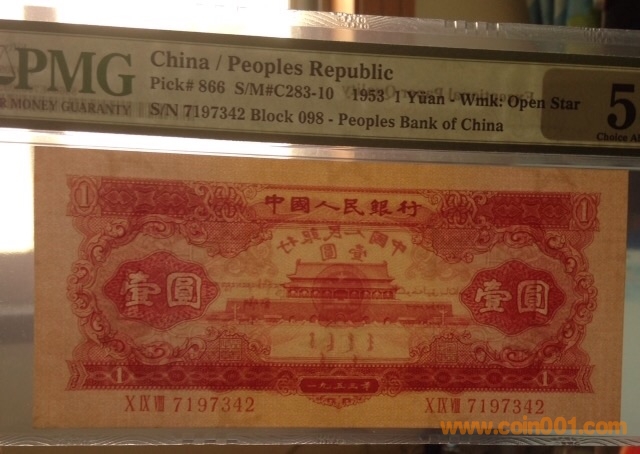 PMG
R MONEY GUARANTY
China / Peoples Republic
Pick# 866 S/M#C283-10 1953 1 Yüan - Wmk: Open Star
S/N 7197342 Block 098 - Peoples Bank of China
5
Choice A
1
中國人民銀行
1
壹圓
壹圓
1
一九五三年
1
X IX VIII 7197342
X IX VIII 7197342
www.coin001.com